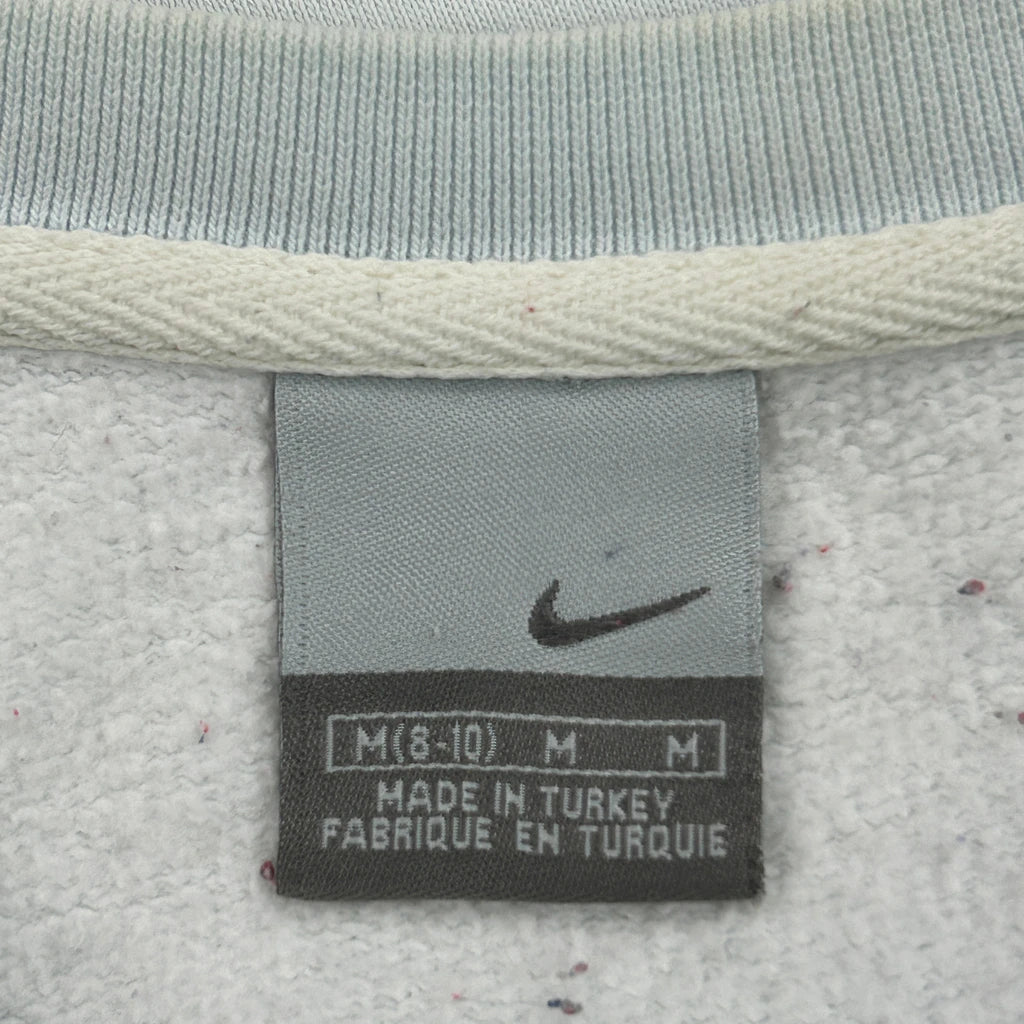 M(8-10) M M
MADE IN TURKEY
FABRIQUE EN TURQUIE